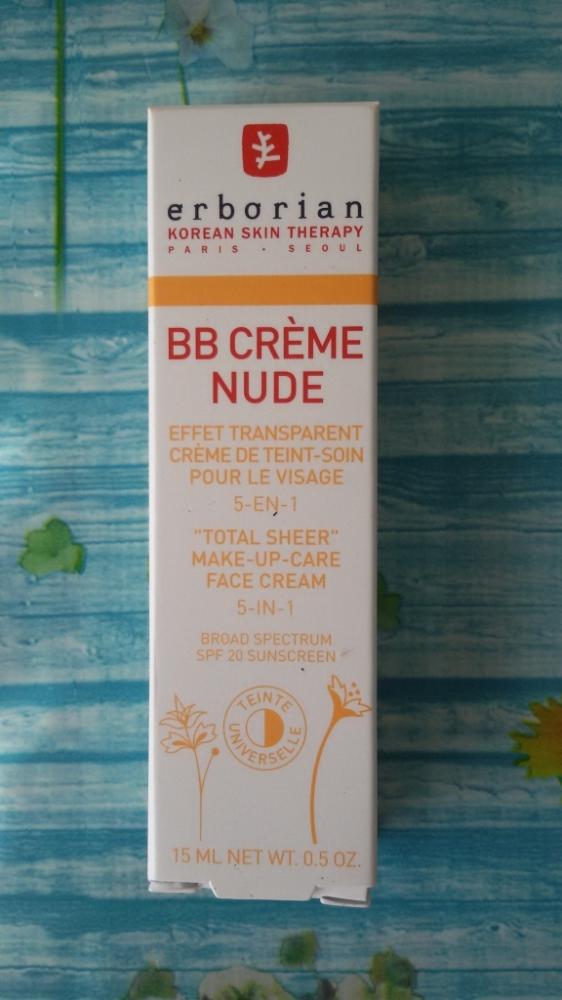 erborian
KOREAN SKIN THERAPY
PARIS - SEOUL
BB CRÈME
NUDE
EFFET TRANSPARENT
CRÈME DE TEINT-SOIN
POUR LE VISAGE
5-EN-1
"TOTAL SHEER"
MAKE-UP-CARE
FACE CREAM
5-IN-1
BROAD SPECTRUM
SPF 20 SUNSCREEN
TEINTE
UNIVERSELLE
15 ML NET WT. 0.5 OZ.